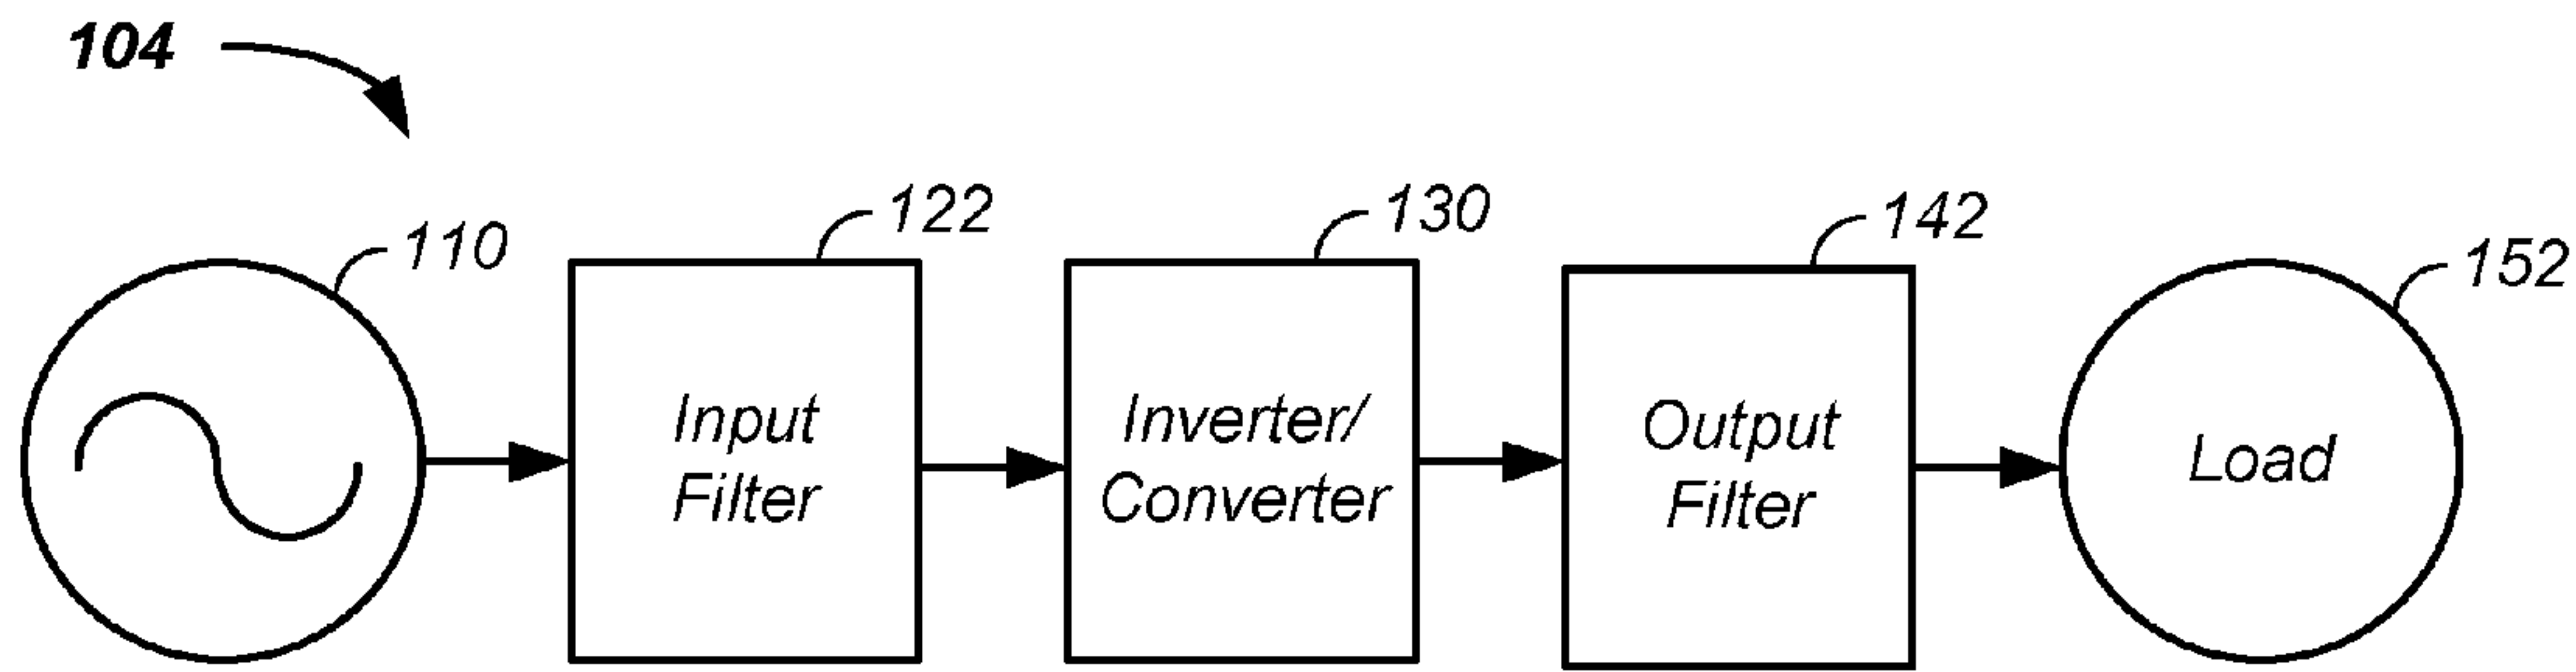 104
110
122
130
142
152
Input
Filter
Inverter/
Converter
Output
Filter
Load